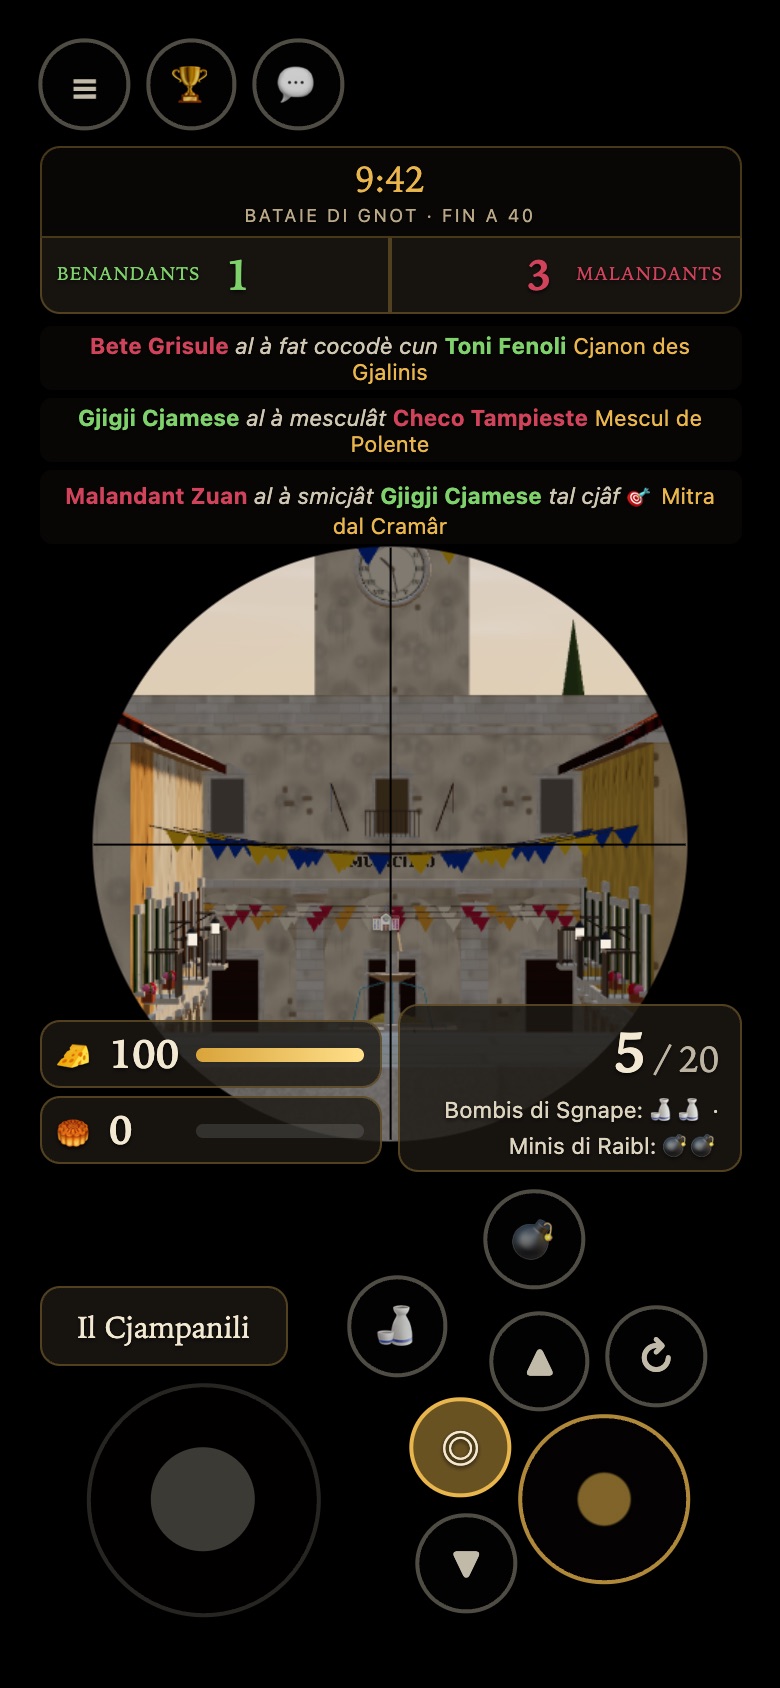 9:42
BATAIE DI GNOT · FIN A 40
BENANDANTS 1
3 MALANDANTS
Bete Grisule al à fat cocodè cun Toni Fenoli Cjanon des
Gjalinis
Gjigji Cjamese al à mesculât Checo Tampieste Mescul de
Polente
Malandant Zuan al à smicjât Gjigji Cjamese tal cjâf 🎯 Mitra
dal Cramâr
100
0
5 / 20
Bombis di Sgnape: 🍶🍶 ·
Minis di Raibl: 💣💣
Il Cjampanili